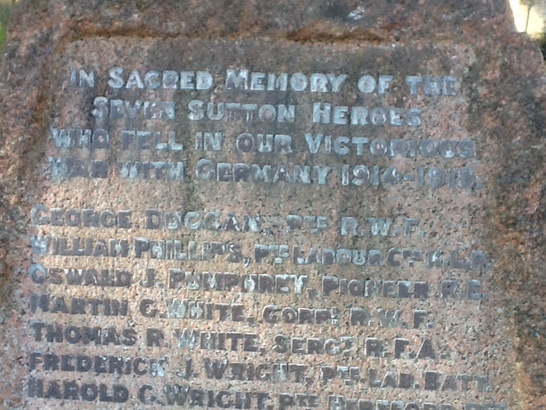 IN SACRED MEMORY OF THE
SEVEN SUTTON HEROES
WHO FELL IN OUR VICTORIOUS
WAR WITH GERMANY 1914-1918.
GEORGE DUGGAN, PTE R.W.F.
WILLIAM PHILLIPS, PTE LABOUR
OSWALD J. PUMPHREY, PIONEER R.E.
MARTIN C. WHITE, CORPL R.W.F.
THOMAS R. WHITE, SERGT R.F.A.
FREDERICK J. WRIGHT, PTE LAB. BATT.
HAROLD C. WRIGHT, PTE